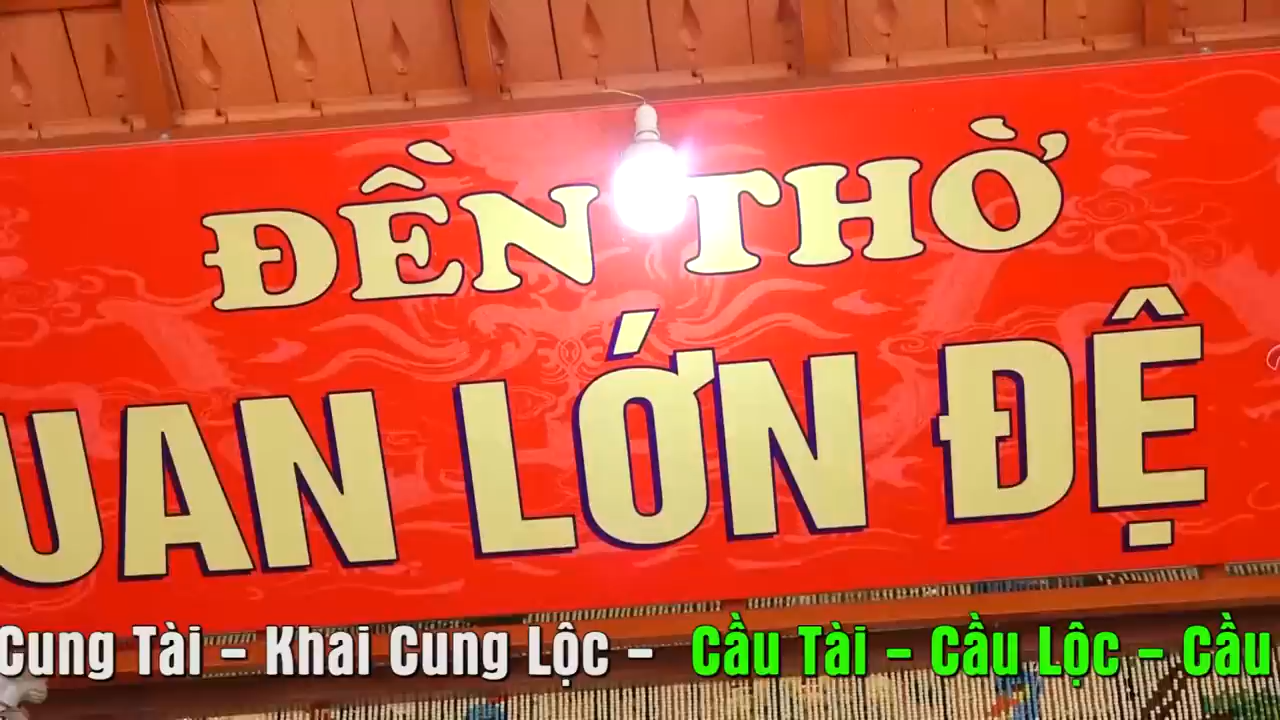 ĐỀN THỜ
UAN LỚN ĐỆ
Cung Tài - Khai Cung Lộc - Cầu Tài - Cầu Lộc - Cầu